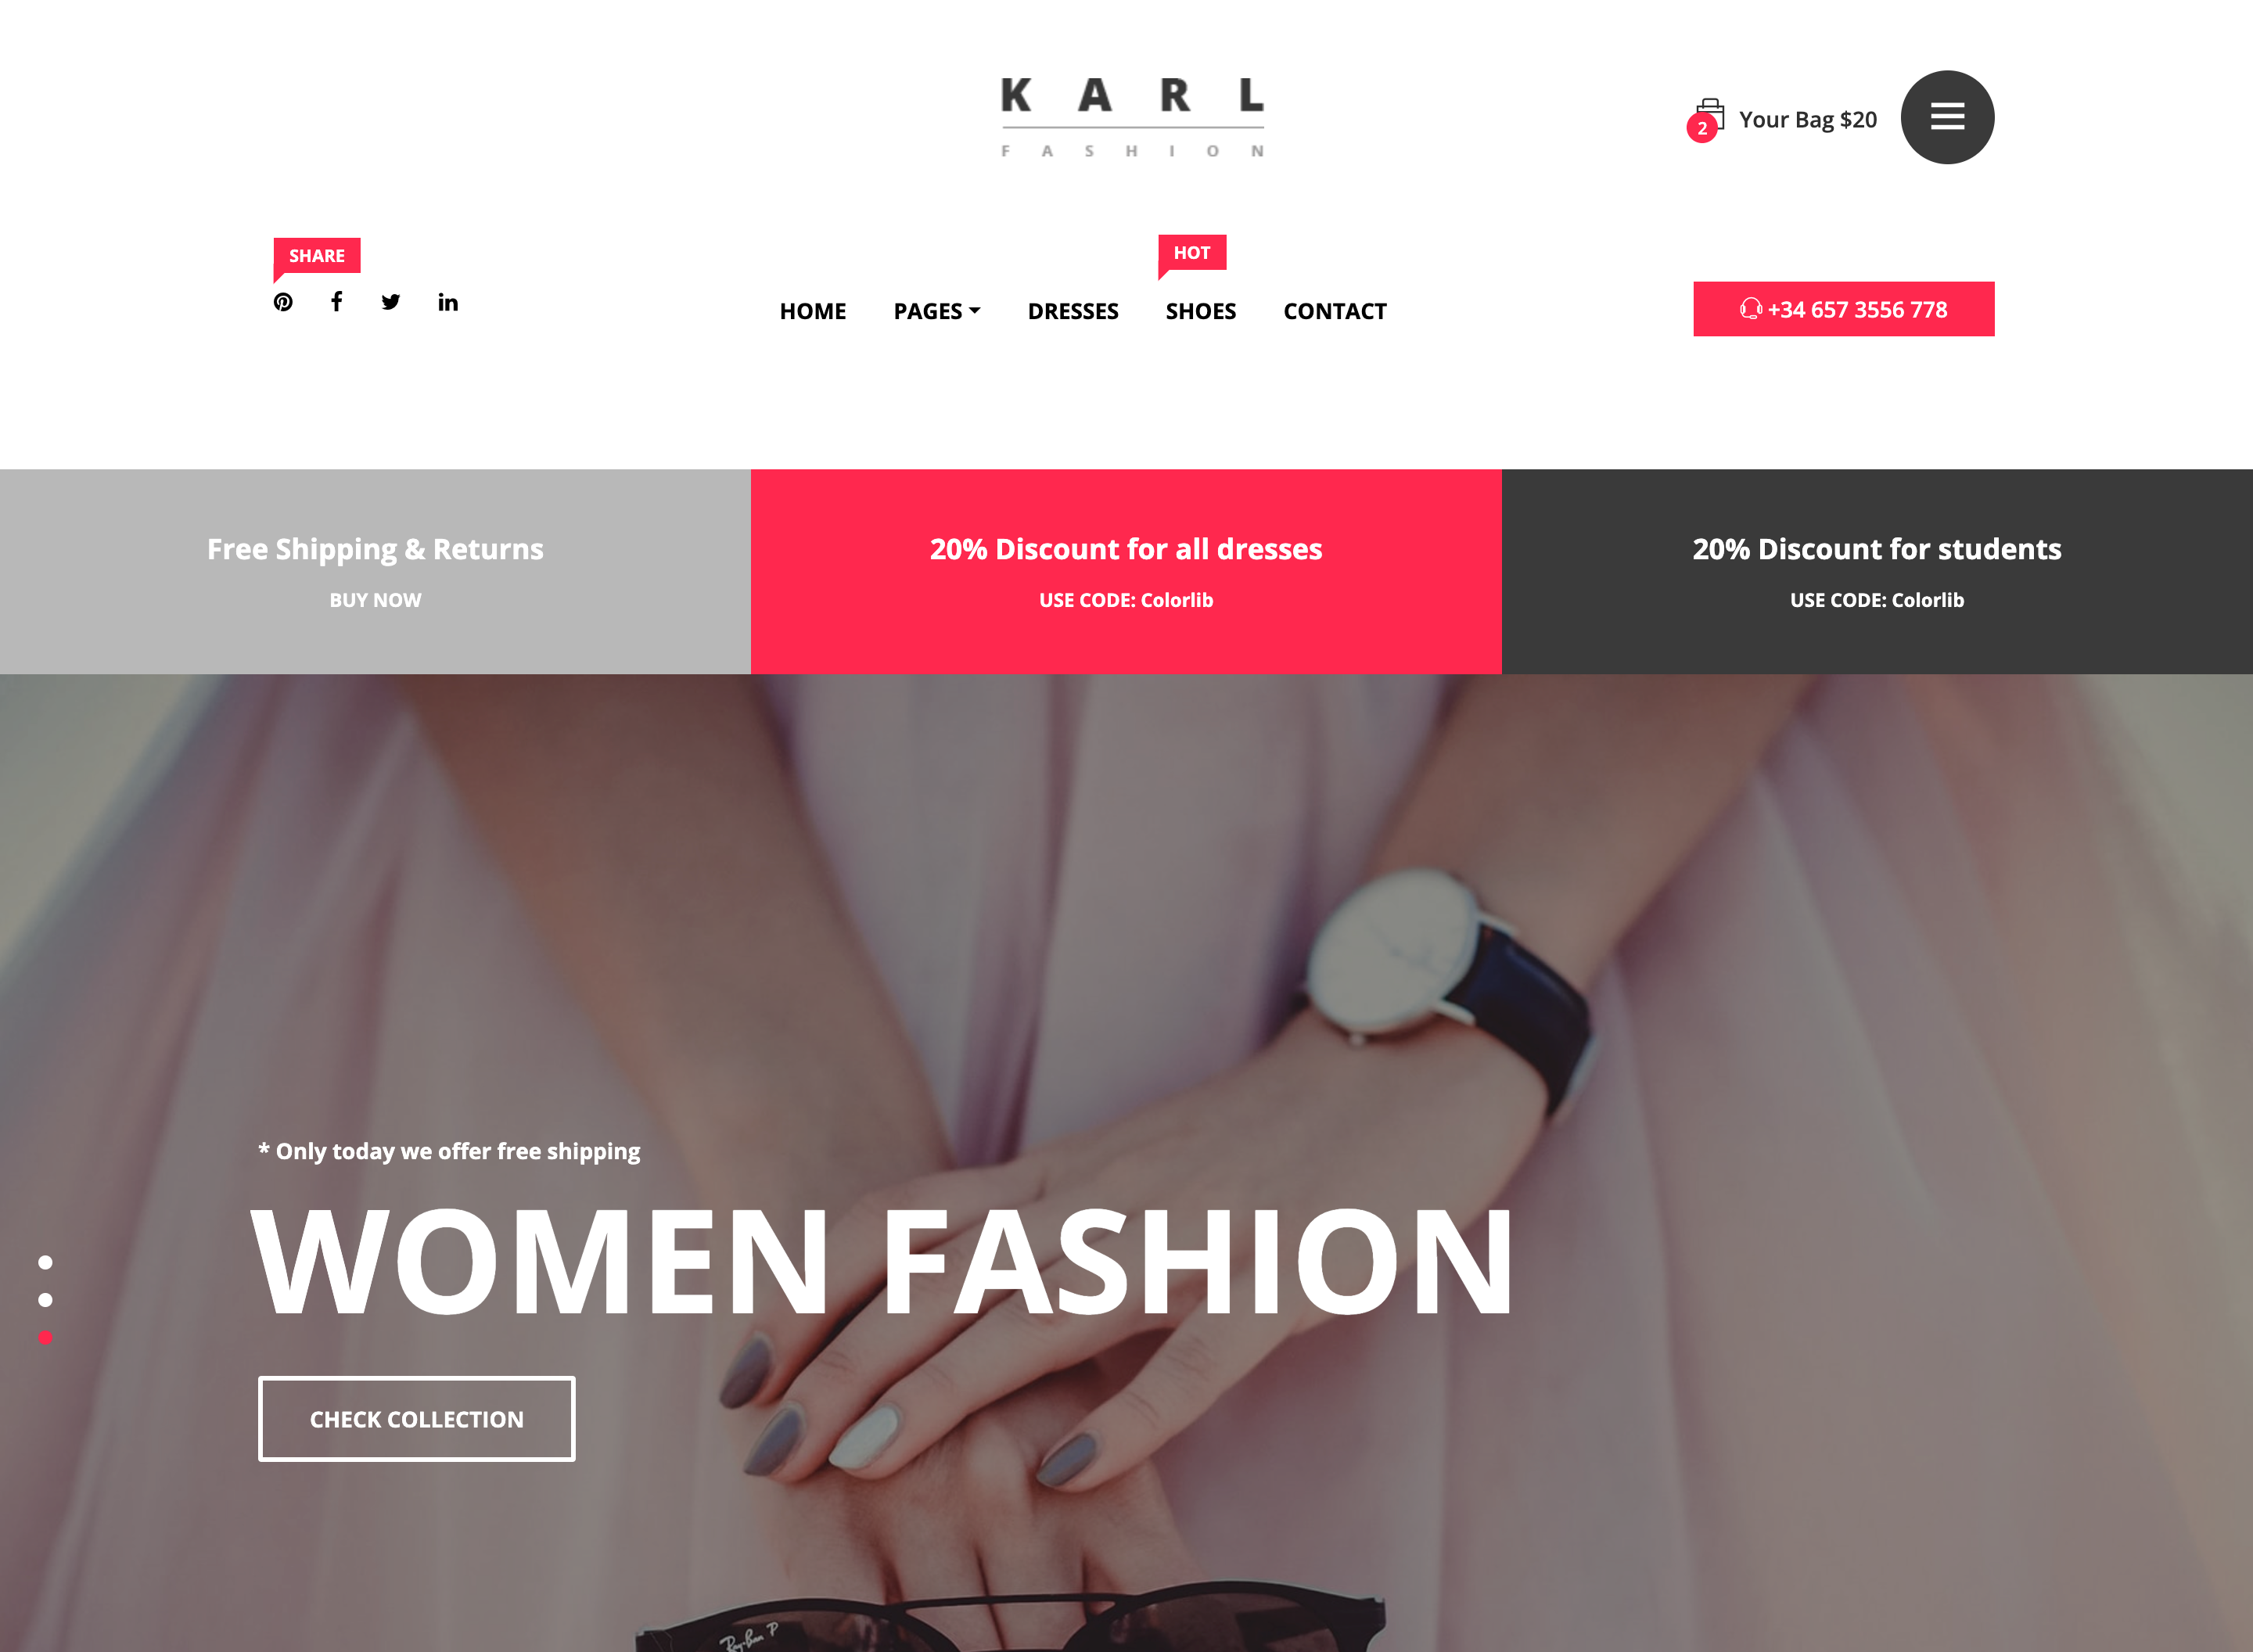 K A R L
FASHION
2
Your Bag $20
SHARE
HOT
HOME PAGES DRESSES SHOES CONTACT
+34 657 3556 778
Free Shipping & Returns
BUY NOW
20% Discount for all dresses
USE CODE: Colorlib
20% Discount for students
USE CODE: Colorlib
* Only today we offer free shipping
WOMEN FASHION
CHECK COLLECTION
Ray-Ban P